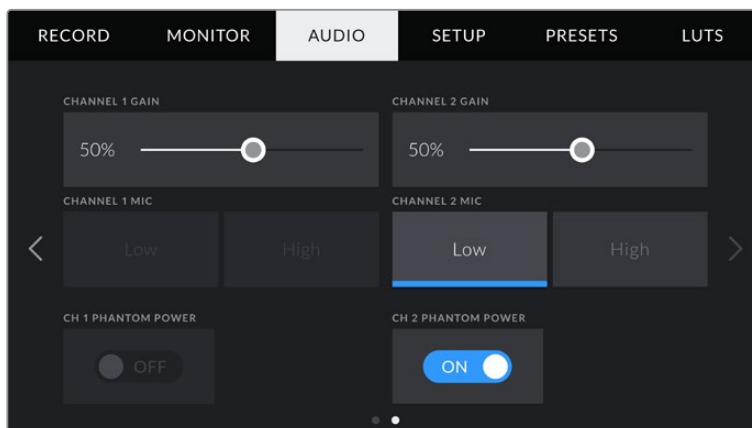 RECORD MONITOR AUDIO SETUP PRESETS LUTS
CHANNEL 1 GAIN CHANNEL 2 GAIN
50% 50%
CHANNEL 1 MIC CHANNEL 2 MIC
Low High Low High
CH 1 PHANTOM POWER CH 2 PHANTOM POWER
OFF ON